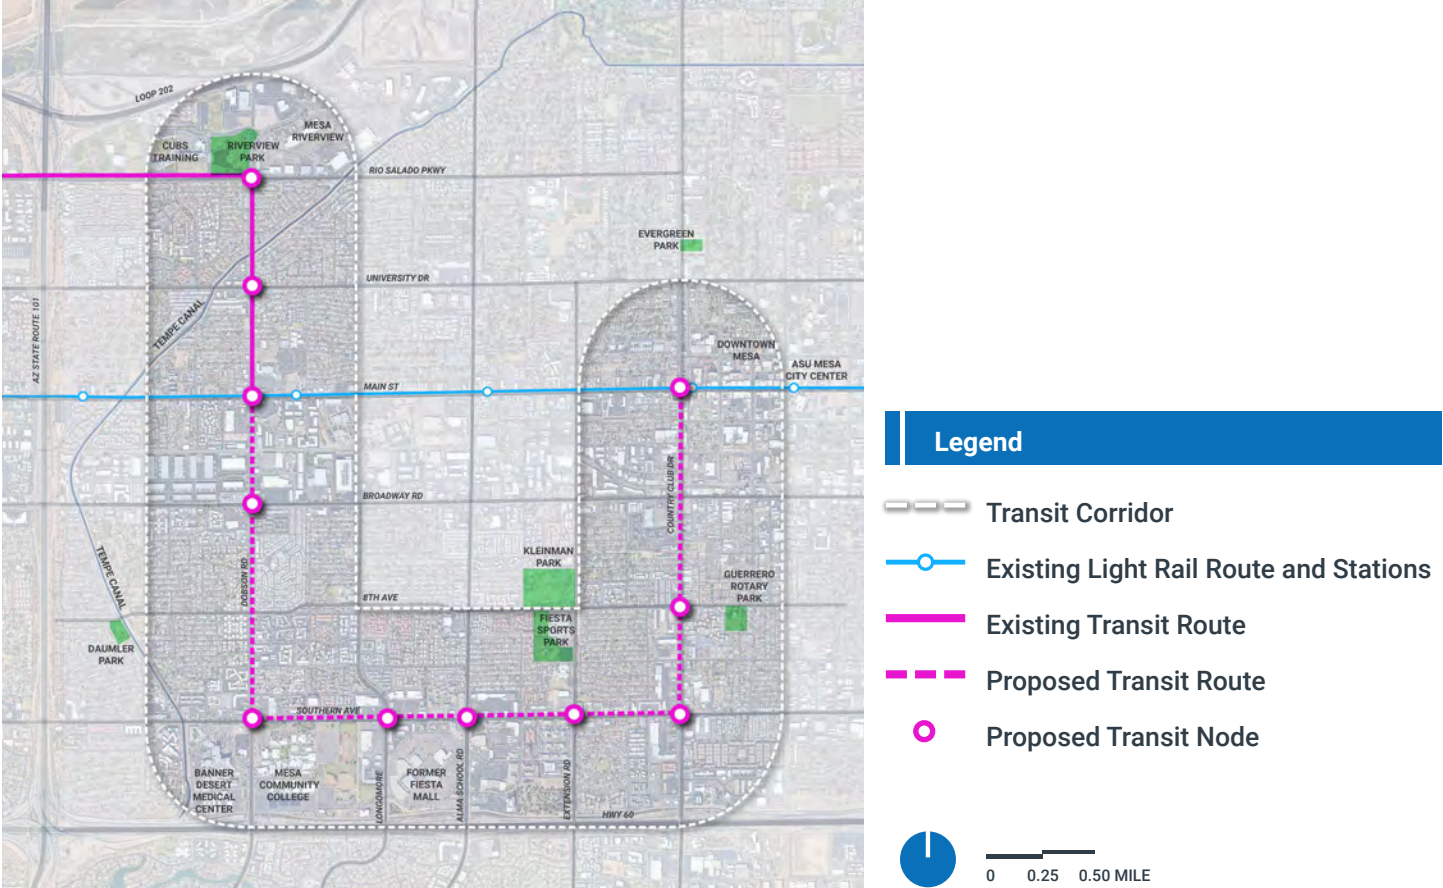 LOOP 202
MESA
RIVERVIEW
CUBS
TRAINING
RIVERVIEW
PARK
RIO SALADO PKWY
EVERGREEN
PARK
UNIVERSITY DR
AZ STATE ROUTE 101
TEMPE CANAL
DOWNTOWN
MESA
ASU MESA
CITY CENTER
MAIN ST
COUNTRY CLUB DR.
BROADWAY RD
TEMPE CANAL
DOBSON RD
KLEINMAN
PARK
GUERRERO
ROTARY
PARK
8TH AVE
FIESTA
SPORTS
PARK
DAUMLER
PARK
SOUTHERN AVE
BANNER
DESERT
MEDICAL
CENTER
MESA
COMMUNITY
COLLEGE
LONGOMORE
FORMER
FIESTA
MALL
ALMA SCHOOL RD
EXTENSION RD
HWY 60
Legend
Transit Corridor
Existing Light Rail Route and Stations
Existing Transit Route
Proposed Transit Route
Proposed Transit Node
0 0.25 0.50 MILE